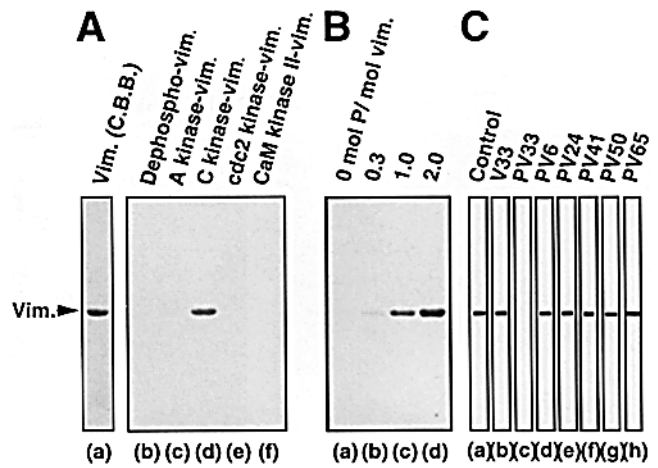 A
B
C
Vim. (C.B.B.)
Dephospho-vim.
A kinase-vim.
C kinase-vim.
cdc2 kinase-vim.
CaM kinase II-vim.
0 mol P/ mol vim.
0.3
1.0
2.0
Control
V33
PV33
PV6
PV24
PV41
PV50
PV65
Vim.
(a) (b) (c) (d) (e) (f)
(a) (b) (c) (d)
(a)(b)(c)(d)(e)(f)(g)(h)